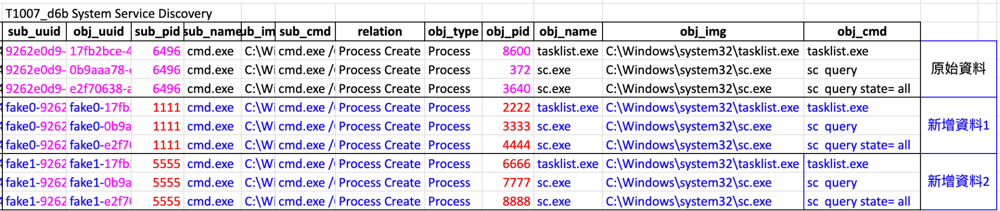 T1007_d6b System Service Discovery
sub_uuid obj_uuid sub_pid sub_name ub_im sub_cmd relation obj_type obj_pid obj_name obj_img obj_cmd
9262e0d9- 17fb2bce-4 6496 cmd.exe C:\Wi cmd.exe / Process Create Process 8600 tasklist.exe C:\Windows\system32\tasklist.exe tasklist.exe
9262e0d9- 0b9aaa78- 6496 cmd.exe C:\Wi cmd.exe / Process Create Process 372 sc.exe C:\Windows\system32\sc.exe sc query
原始資料
9262e0d9- e2f70638-a 6496 cmd.exe C:\Wi cmd.exe / Process Create Process 3640 sc.exe C:\Windows\system32\sc.exe sc query state= all
fake0-9262 fake0-17fb 1111 cmd.exe C:\Wi cmd.exe / Process Create Process 2222 tasklist.exe C:\Windows\system32\tasklist.exe tasklist.exe
fake0-9262 fake0-0b9a 1111 cmd.exe C:\Wi cmd.exe / Process Create Process 3333 sc.exe C:\Windows\system32\sc.exe sc query
新增資料1
fake0-9262 fake0-e2f70 1111 cmd.exe C:\Wi cmd.exe / Process Create Process 4444 sc.exe C:\Windows\system32\sc.exe sc query state= all
fake1-9262 fake1-17fb 5555 cmd.exe C:\Wi cmd.exe / Process Create Process 6666 tasklist.exe C:\Windows\system32\tasklist.exe tasklist.exe
fake1-9262 fake1-0b9a 5555 cmd.exe C:\Wi cmd.exe / Process Create Process 7777 sc.exe C:\Windows\system32\sc.exe sc query
新增資料2
fake1-9262 fake1-e2f70 5555 cmd.exe C:\Wi cmd.exe / Process Create Process 8888 sc.exe C:\Windows\system32\sc.exe sc query state= all